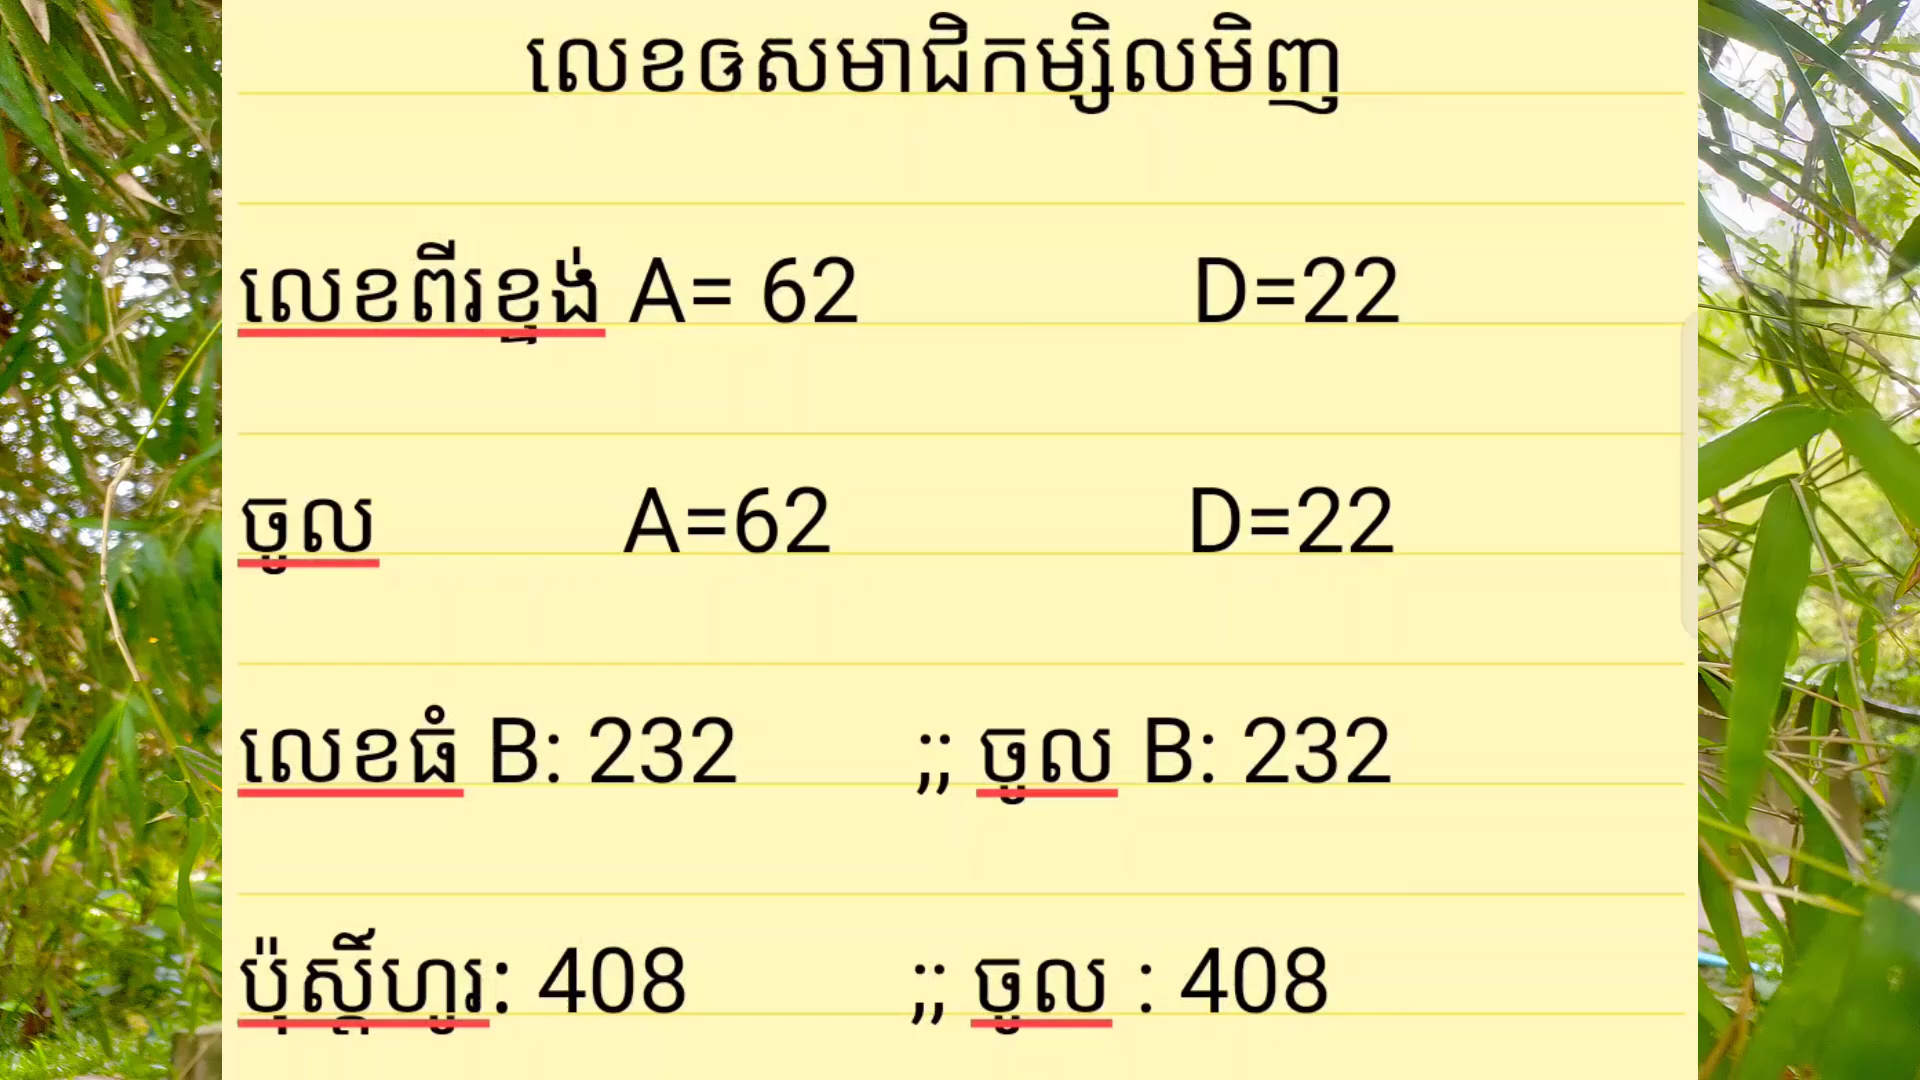 លេខឲសមាជិកម្សិលមិញ
លេខពីរខ្ទង់ A= 62 D=22
ចូល A=62 D=22
លេខធំ B: 232 ;; ចូល B: 232
ប៉ុស្តិ៍ហូរ: 408 ;; ចូល : 408